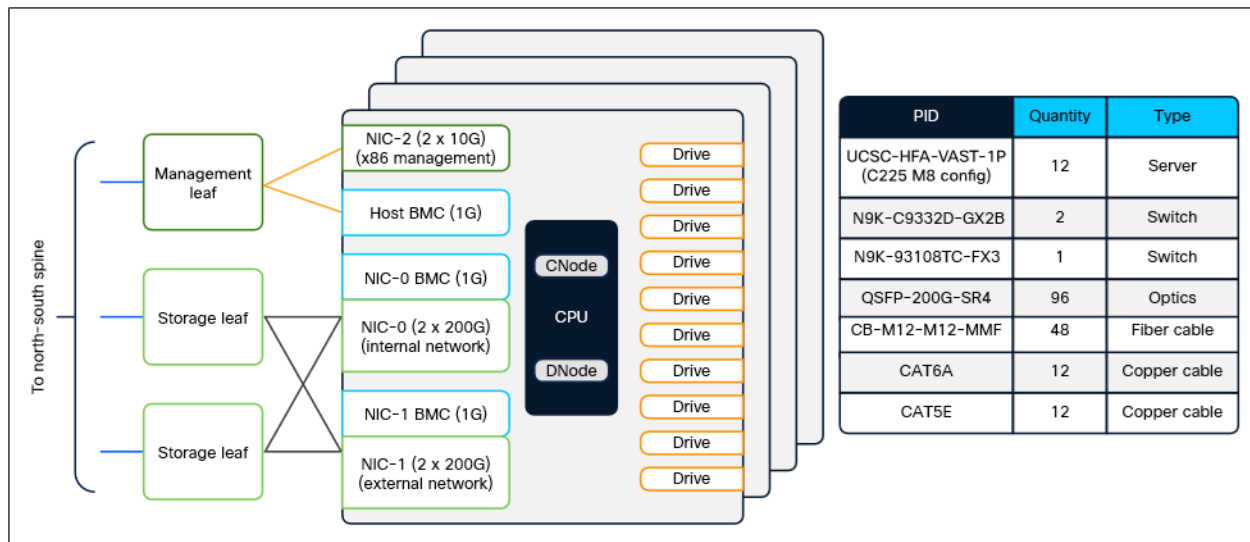 To north-south spine
Management
leaf
Storage leaf
Storage leaf
NIC-2 (2 x 10G)
(x86 management)
Host BMC (1G)
NIC-0 BMC (1G)
NIC-0 (2 x 200G)
(internal network)
NIC-1 BMC (1G)
NIC-1 (2 x 200G)
(external network)
CNode
CPU
DNode
Drive
Drive
Drive
Drive
Drive
Drive
Drive
Drive
Drive
Drive
PID Quantity Type
UCSC-HFA-VAST-1P
(C225 M8 config) 12 Server
N9K-C9332D-GX2B 2 Switch
N9K-93108TC-FX3 1 Switch
QSFP-200G-SR4 96 Optics
CB-M12-M12-MMF 48 Fiber cable
CAT6A 12 Copper cable
CAT5E 12 Copper cable